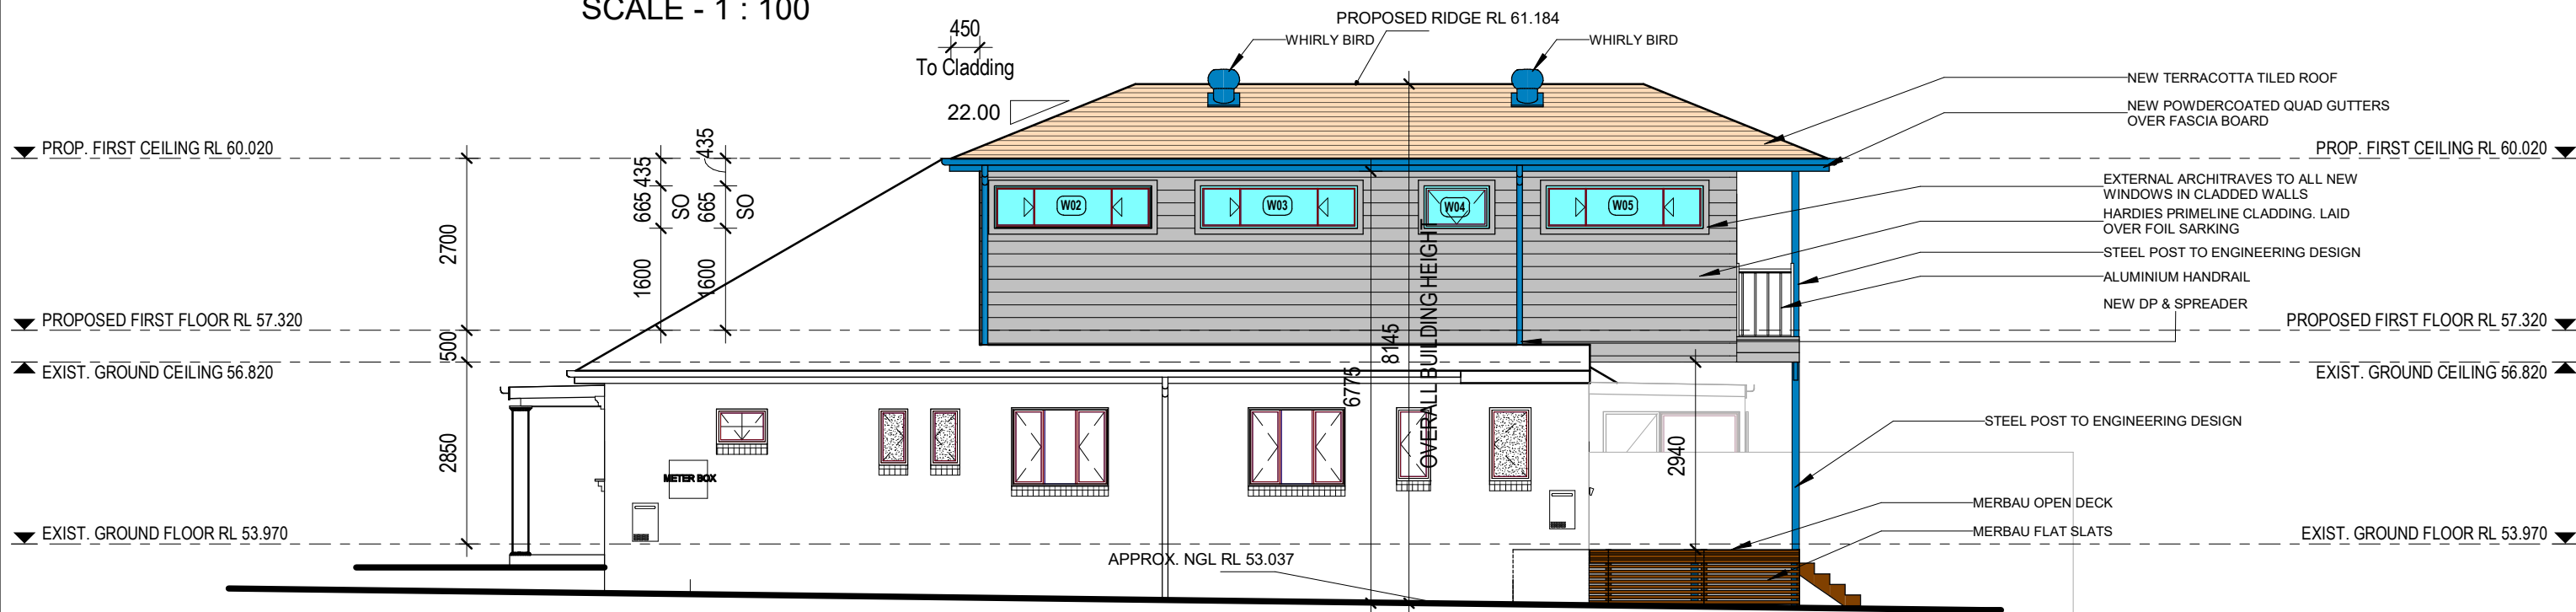 SCALE - 1 : 100
PROPOSED RIDGE RL 61.184
450
WHIRLY BIRD
WHIRLY BIRD
To Cladding
NEW TERRACOTTA TILED ROOF
22.00
NEW POWDERCOATED QUAD GUTTERS
OVER FASCIA BOARD
PROP. FIRST CEILING RL 60.020
435
435
PROP. FIRST CEILING RL 60.020
EXTERNAL ARCHITRAVES TO ALL NEW
WINDOWS IN CLADDED WALLS
665
SO
665
SO
W02
W03
W04
W05
HARDIES PRIMELINE CLADDING. LAID
OVER FOIL SARKING
2700
1600
1600
STEEL POST TO ENGINEERING DESIGN
ALUMINIUM HANDRAIL
NEW DP & SPREADER
PROPOSED FIRST FLOOR RL 57.320
PROPOSED FIRST FLOOR RL 57.320
500
8145
OVERALL BUILDING HEIGHT
6775
EXIST. GROUND CEILING 56.820
EXIST. GROUND CEILING 56.820
STEEL POST TO ENGINEERING DESIGN
2850
2940
METER BOX
MERBAU OPEN DECK
EXIST. GROUND FLOOR RL 53.970
MERBAU FLAT SLATS
EXIST. GROUND FLOOR RL 53.970
APPROX. NGL RL 53.037